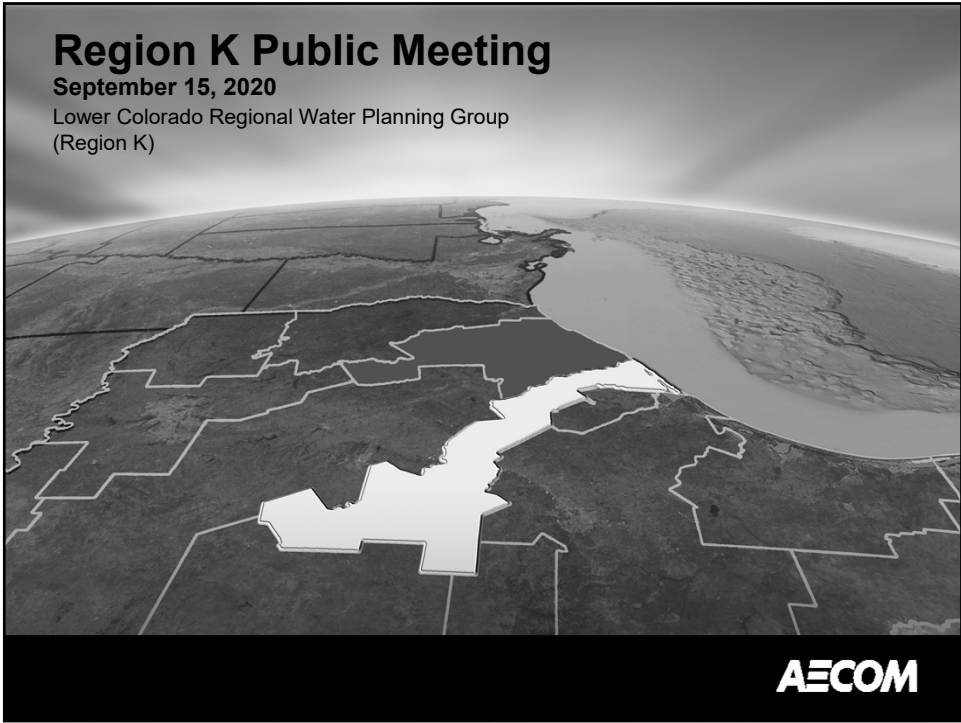 Region K Public Meeting
September 15, 2020
Lower Colorado Regional Water Planning Group
(Region K)
AECOM